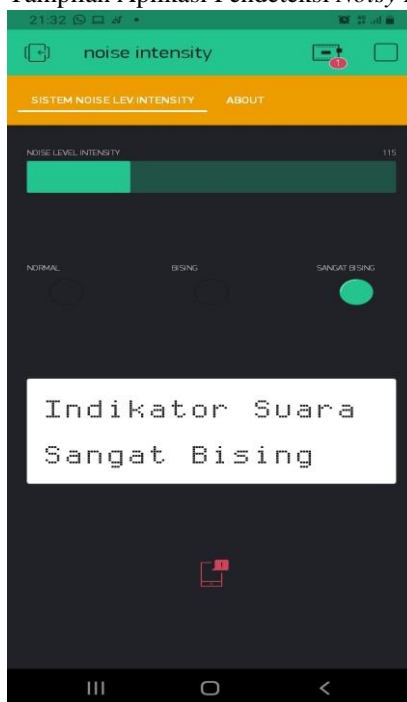 Tampilan Aplikasi Pendeteksi Noisy
21:32
noise intensity
1
SISTEM NOISE LEV INTENSITY ABOUT
NOISE LEVEL INTENSITY 115
NORMAL BISING SANGAT BISING
Indikator Suara
Sangat Bising